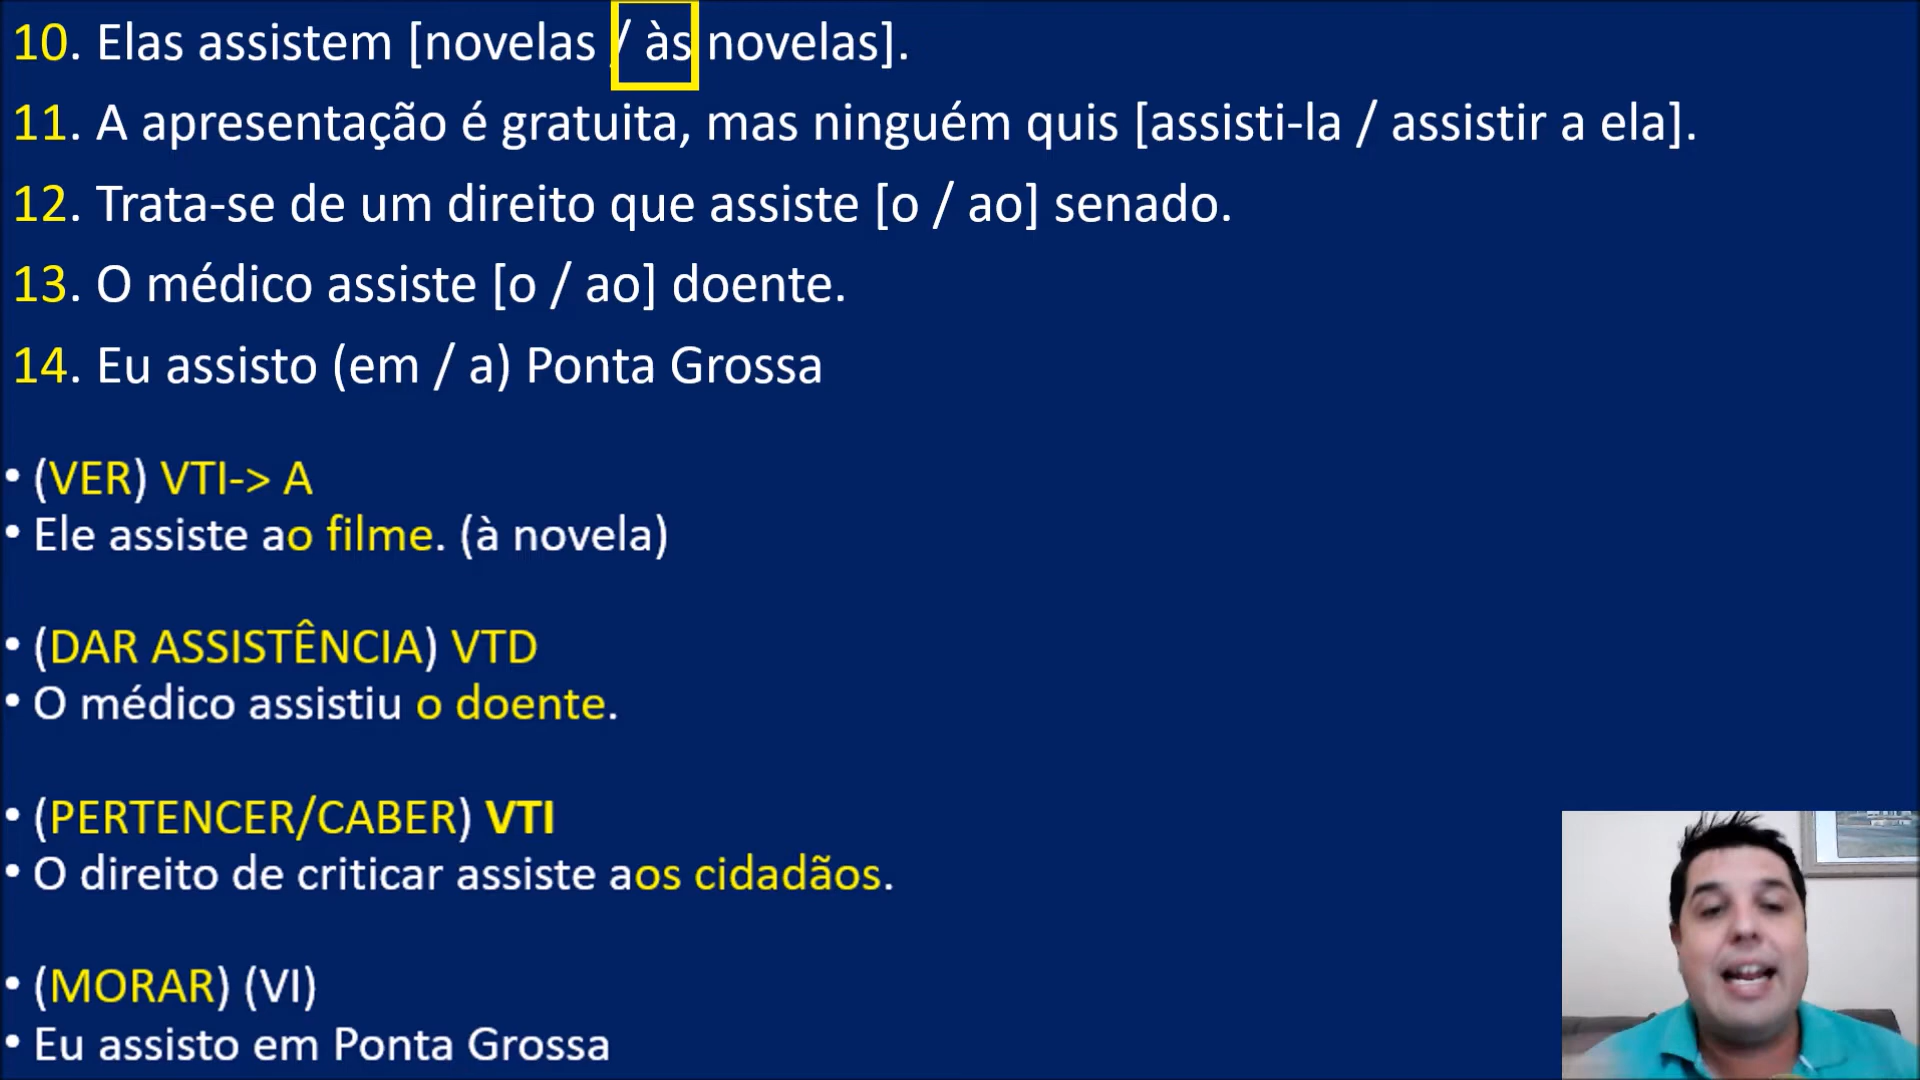 10. Elas assistem [novelas / às novelas].
11. A apresentação é gratuita, mas ninguém quis [assisti-la / assistir a ela].
12. Trata-se de um direito que assiste [o / ao] senado.
13. O médico assiste [o / ao] doente.
14. Eu assisto (em / a) Ponta Grossa
• (VER) VTI-> A
• Ele assiste ao filme. (à novela)
• (DAR ASSISTÊNCIA) VTD
• O médico assistiu o doente.
• (PERTENCER/CABER) VTI
• O direito de criticar assiste aos cidadãos.
• (MORAR) (VI)
• Eu assisto em Ponta Grossa